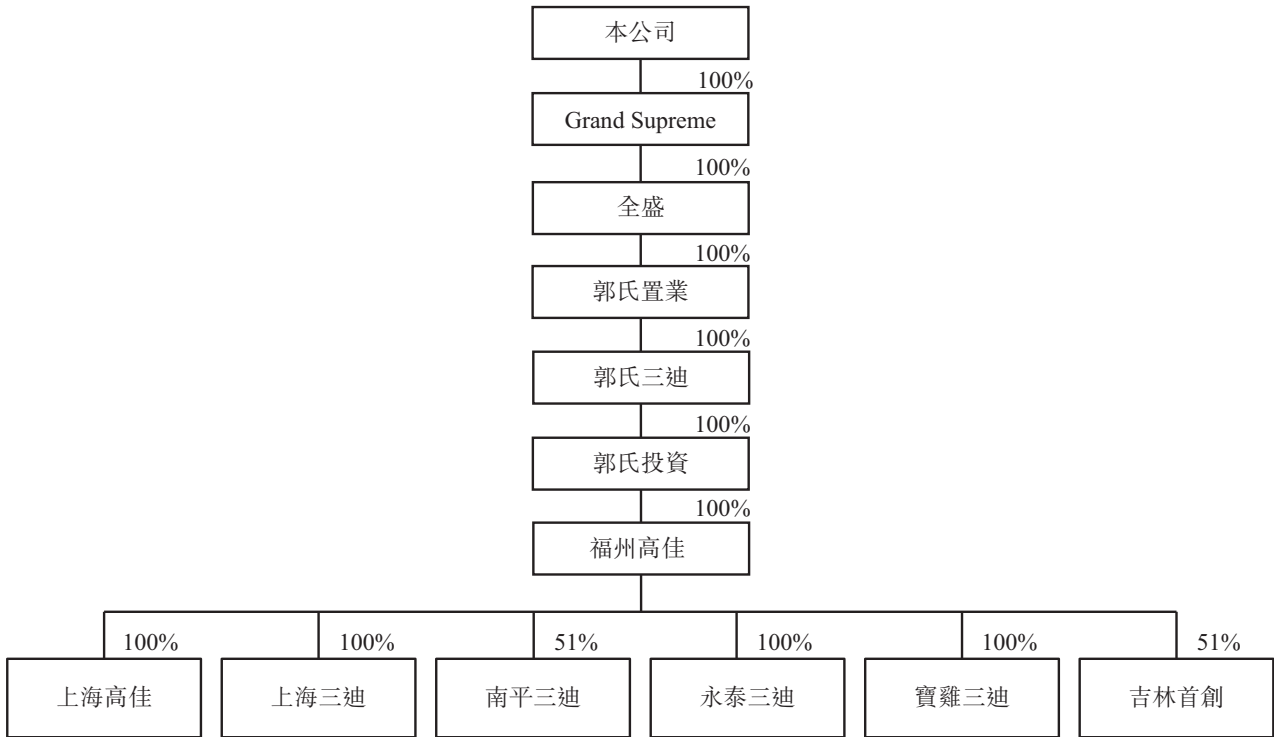 本公司
100%
Grand Supreme
100%
全盛
100%
郭氏置業
100%
郭氏三迪
100%
郭氏投資
100%
福州高佳
100% 100% 51% 100% 100% 51%
上海高佳 上海三迪 南平三迪 永泰三迪 寶雞三迪 吉林首創